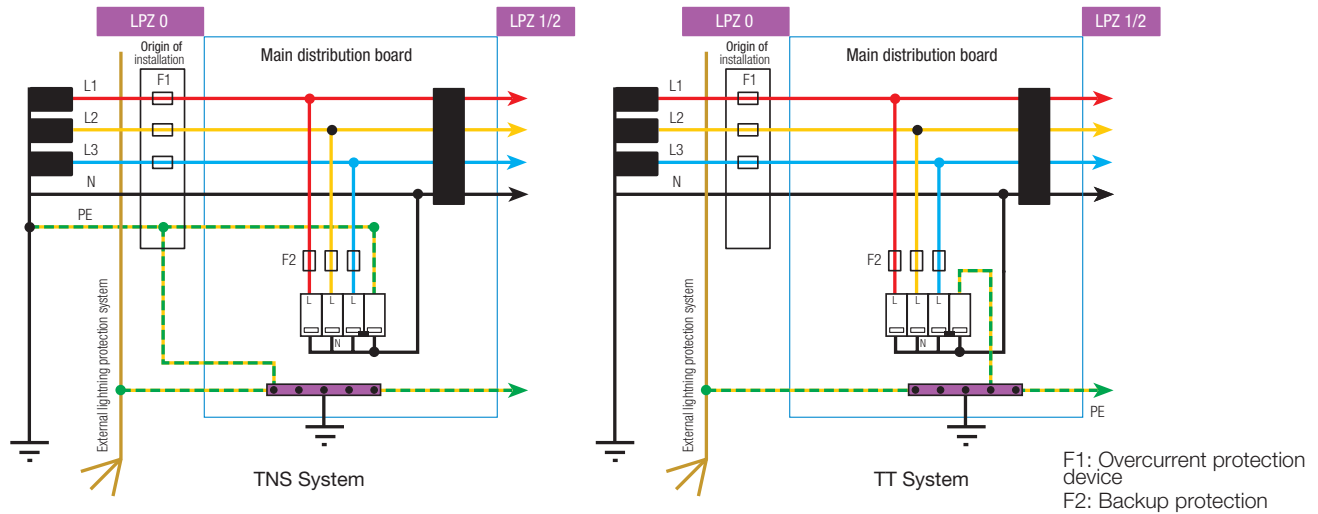 LPZ 0
LPZ 1/2
Origin of
installation
Main distribution board
F1
L1
L2
L3
N
PE
F2
L
L
L
N
External lightning protection system
TNS System
LPZ 0
LPZ 1/2
Origin of
installation
Main distribution board
F1
L1
L2
L3
N
F2
L
L
L
N
External lightning protection system
PE
TT System
F1: Overcurrent protection
device
F2: Backup protection